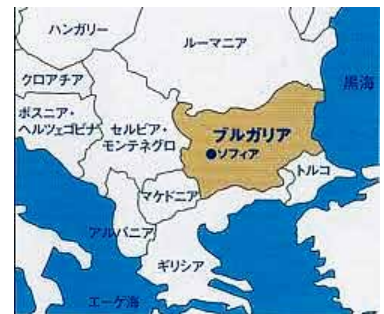 ハンガリー
ルーマニア
クロアチア
黒海
ボスニア・
ヘルツェゴビナ
セルビア・
モンテネグロ
ブルガリア
●ソフィア
トルコ
マケドニア
アルバニア
ギリシア
エーゲ海